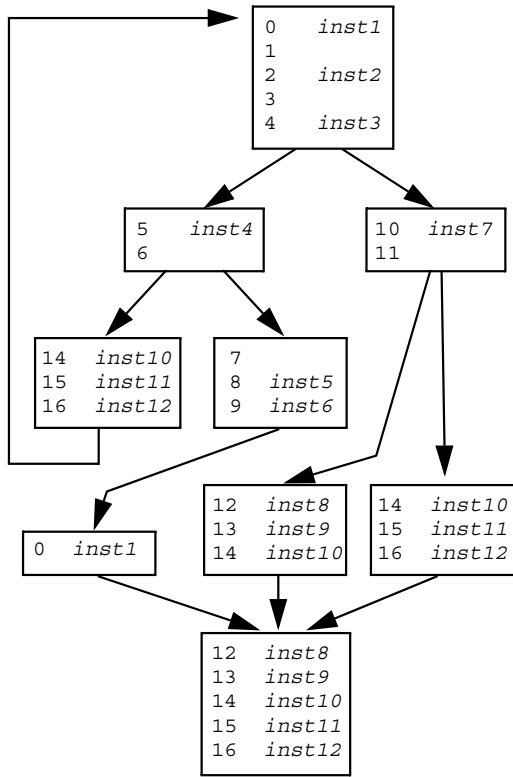 0 inst1
1
2 inst2
3
4 inst3
5 inst4
6
10 inst7
11
14 inst10
15 inst11
16 inst12
7
8 inst5
9 inst6
0 inst1
12 inst8
13 inst9
14 inst10
14 inst10
15 inst11
16 inst12
12 inst8
13 inst9
14 inst10
15 inst11
16 inst12